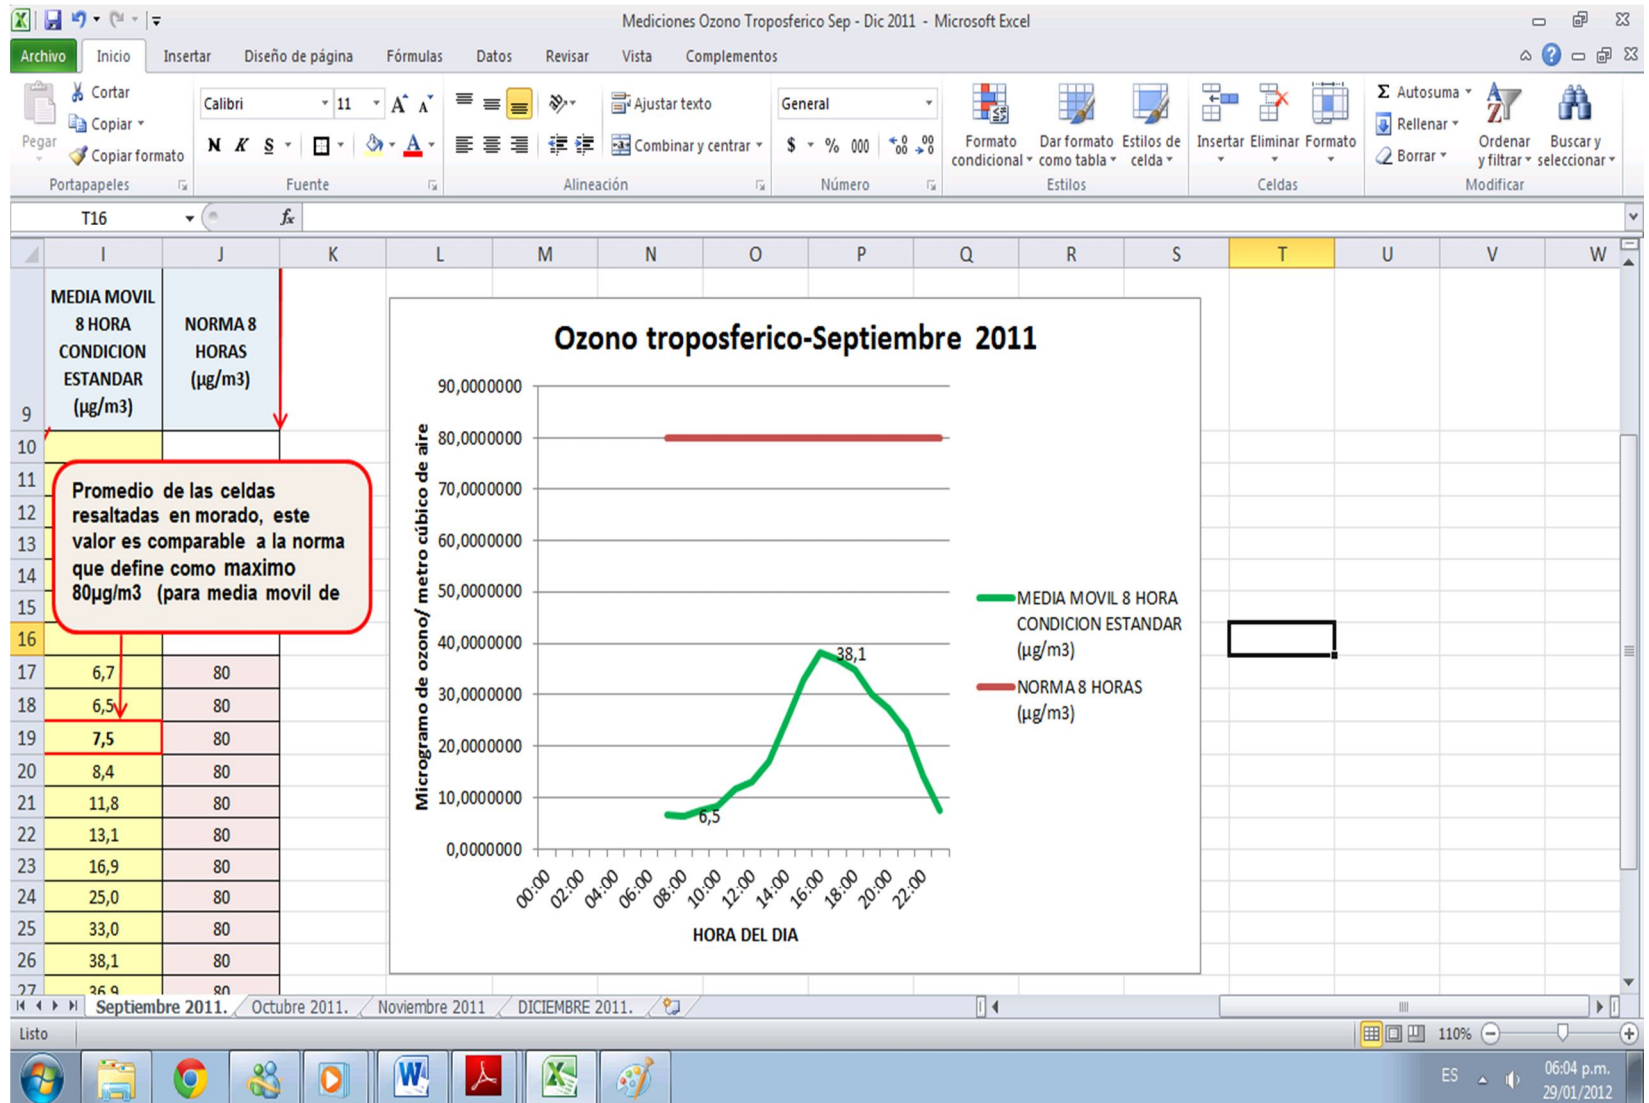 Mediciones Ozono Troposferico Sep - Dic 2011 - Microsoft Excel
Archivo Inicio Insertar Diseño de página Fórmulas Datos Revisar Vista Complementos
Pegar
Cortar
Copiar
Copiar formato
Portapapeles
Calibri 11
N K S
Fuente
Ajustar texto
Combinar y centrar
Alineación
General
$ % 000
Número
Formato condicional
Dar formato como tabla
Estilos de celda
Estilos
Insertar Eliminar Formato
Celdas
Σ Autosuma
Rellenar
Borrar
Ordenar y filtrar
Buscar y seleccionar
Modificar
T16 fx
I J K L M N O P Q R S T U V W
9
MEDIA MOVIL
8 HORA
CONDICION
ESTANDAR
(µg/m3)
NORMA 8
HORAS
(µg/m3)
10
11
12
13
14
15
16
Promedio de las celdas
resaltadas en morado, este
valor es comparable a la norma
que define como maximo
80µg/m3 (para media movil de
17 6,7 80
18 6,5 80
19 7,5 80
20 8,4 80
21 11,8 80
22 13,1 80
23 16,9 80
24 25,0 80
25 33,0 80
26 38,1 80
27 36,9 80
Ozono troposferico-Septiembre 2011
Microgramo de ozono/ metro cúbico de aire
90,0000000
80,0000000
70,0000000
60,0000000
50,0000000
40,0000000
30,0000000
20,0000000
10,0000000
0,0000000
38,1
6,5
00:00 02:00 04:00 06:00 08:00 10:00 12:00 14:00 16:00 18:00 20:00 22:00
HORA DEL DIA
MEDIA MOVIL 8 HORA
CONDICION ESTANDAR
(µg/m3)
NORMA 8 HORAS
(µg/m3)
Septiembre 2011. Octubre 2011. Noviembre 2011 DICIEMBRE 2011.
Listo 110%
ES 06:04 p.m.
29/01/2012